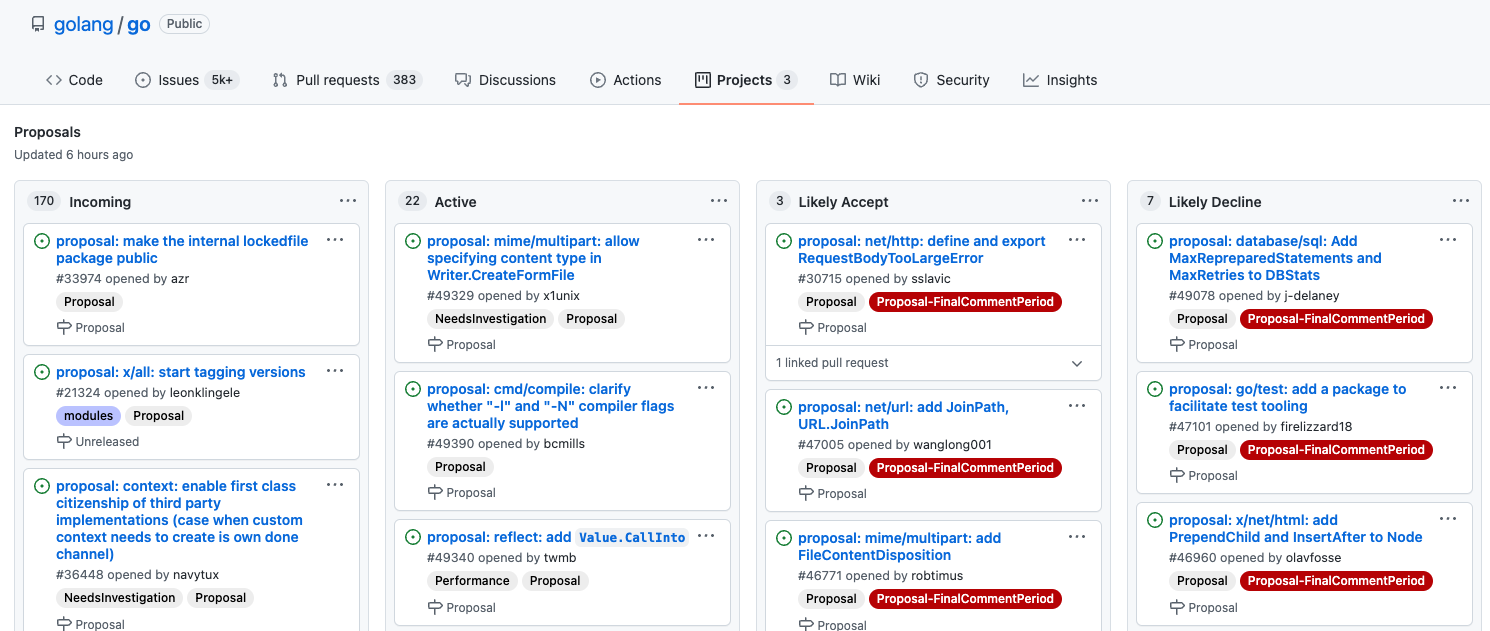 golang / go Public
Code Issues 5k+ Pull requests 383 Discussions Actions Projects 3 Wiki Security Insights
Proposals
Updated 6 hours ago
170 Incoming
proposal: make the internal lockedfile
package public
#33974 opened by azr
Proposal
Proposal
proposal: x/all: start tagging versions
#21324 opened by leonklingele
modules Proposal
Unreleased
proposal: context: enable first class
citizenship of third party
implementations (case when custom
context needs to create is own done
channel)
#36448 opened by navytux
NeedsInvestigation Proposal
Proposal
22 Active
proposal: mime/multipart: allow
specifying content type in
Writer.CreateFormFile
#49329 opened by x1unix
NeedsInvestigation Proposal
Proposal
proposal: cmd/compile: clarify
whether "-l" and "-N" compiler flags
are actually supported
#49390 opened by bcmills
Proposal
Proposal
proposal: reflect: add Value.CallInto
#49340 opened by twmb
Performance Proposal
Proposal
3 Likely Accept
proposal: net/http: define and export
RequestBodyTooLargeError
#30715 opened by sslavic
Proposal Proposal-FinalCommentPeriod
Proposal
1 linked pull request
proposal: net/url: add JoinPath,
URL.JoinPath
#47005 opened by wanglong001
Proposal Proposal-FinalCommentPeriod
Proposal
proposal: mime/multipart: add
FileContentDisposition
#46771 opened by robtimus
Proposal Proposal-FinalCommentPeriod
Proposal
7 Likely Decline
proposal: database/sql: Add
MaxRepreparedStatements and
MaxRetries to DBStats
#49078 opened by j-delaney
Proposal Proposal-FinalCommentPeriod
Proposal
proposal: go/test: add a package to
facilitate test tooling
#47101 opened by firelizzard18
Proposal Proposal-FinalCommentPeriod
Proposal
proposal: x/net/html: add
PrependChild and InsertAfter to Node
#46960 opened by olavfosse
Proposal Proposal-FinalCommentPeriod
Proposal